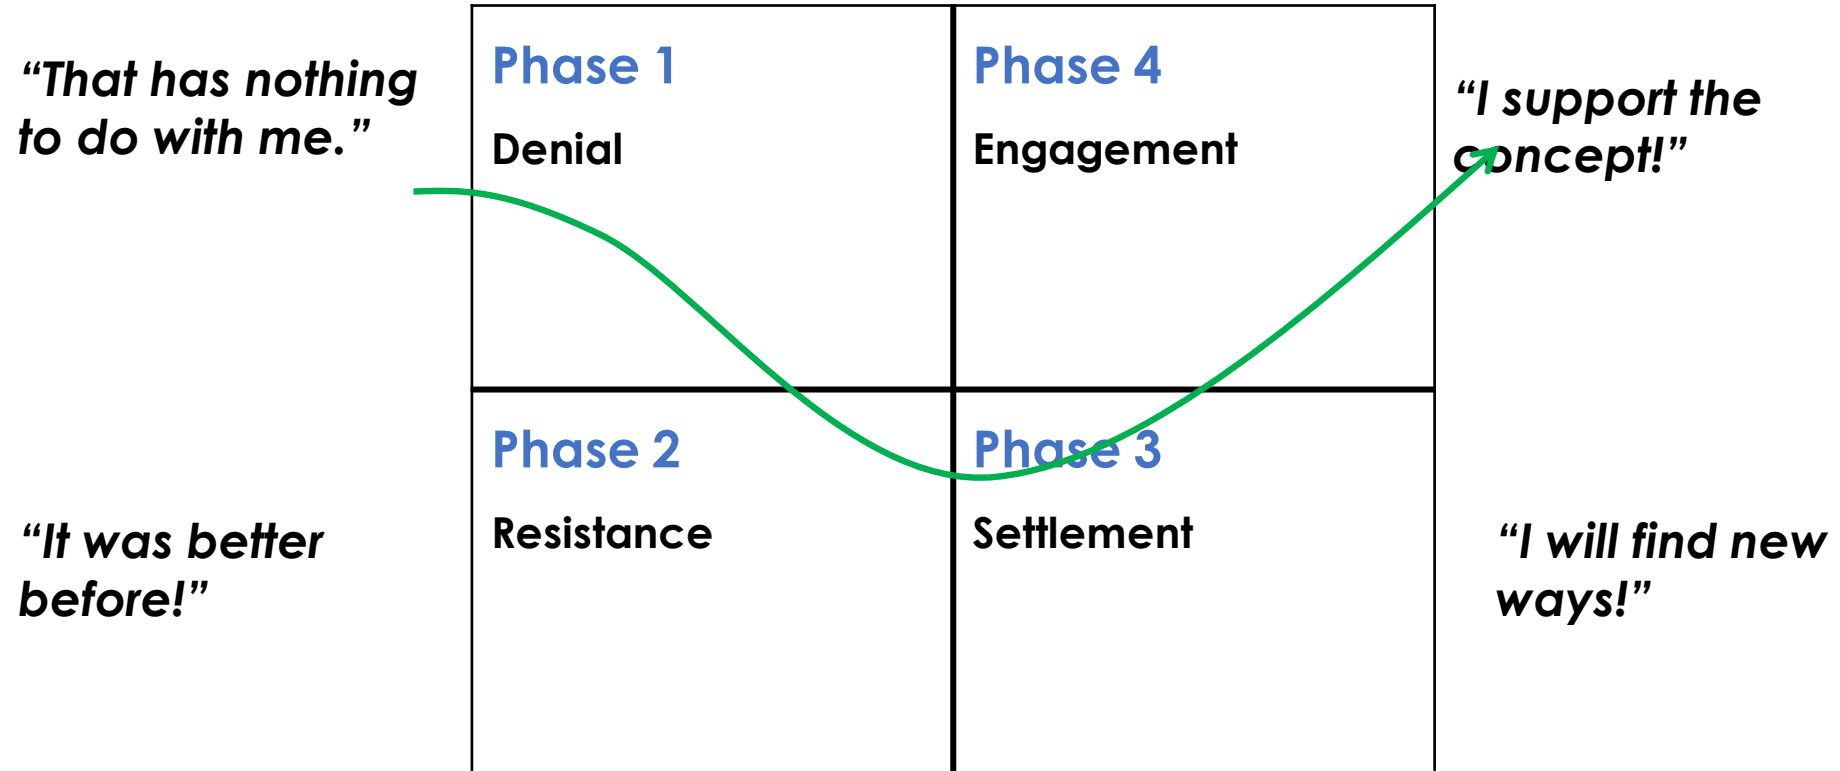 “That has nothing
to do with me.”
Phase 1
Denial
Phase 4
Engagement
“I support the
concept!”
“It was better
before!”
Phase 2
Resistance
Phase 3
Settlement
“I will find new
ways!”